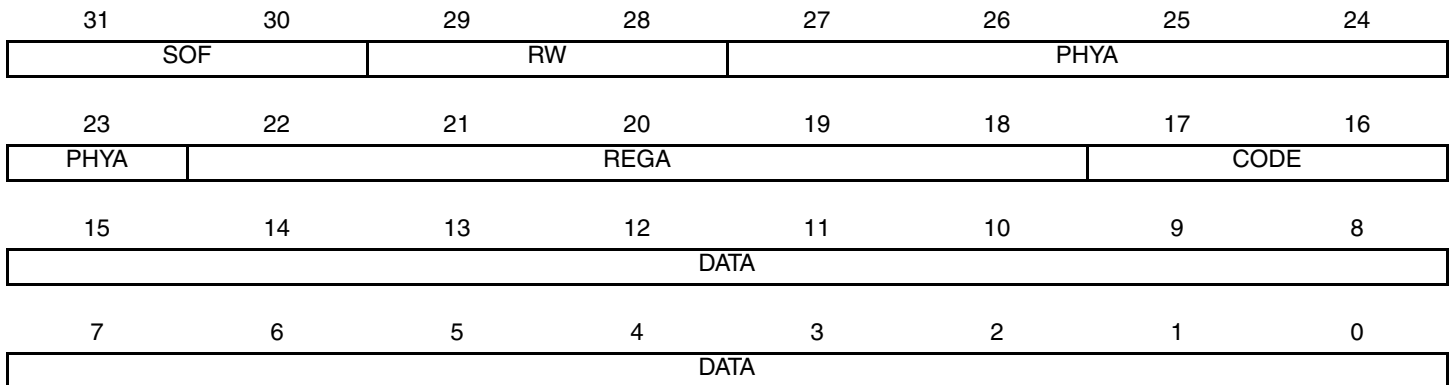 31 30 29 28 27 26 25 24
SOF RW PHYA
23 22 21 20 19 18 17 16
PHYA REGA CODE
15 14 13 12 11 10 9 8
DATA
7 6 5 4 3 2 1 0
DATA